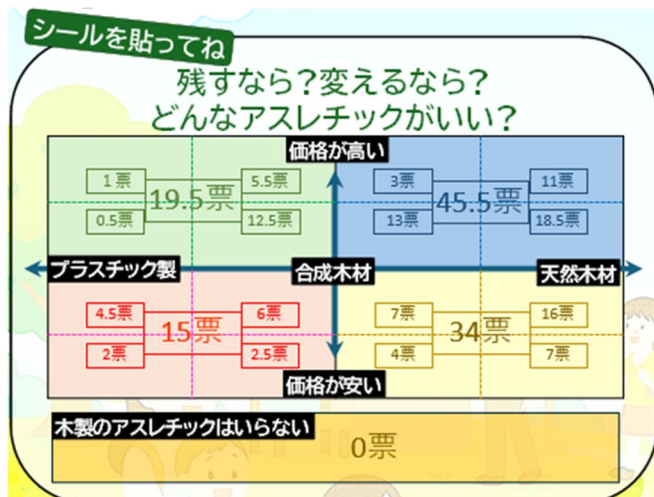 シールを貼ってね
残すなら？変えるなら？
どんなアスレチックがいい？
価格が高い
1票 5.5票
19.5票
0.5票 12.5票
3票 11票
45.5票
13票 18.5票
プラスチック製 合成木材 天然木材
4.5票 6票
15票
2票 2.5票
7票 16票
34票
4票 7票
価格が安い
木製のアスレチックはいらない
0票